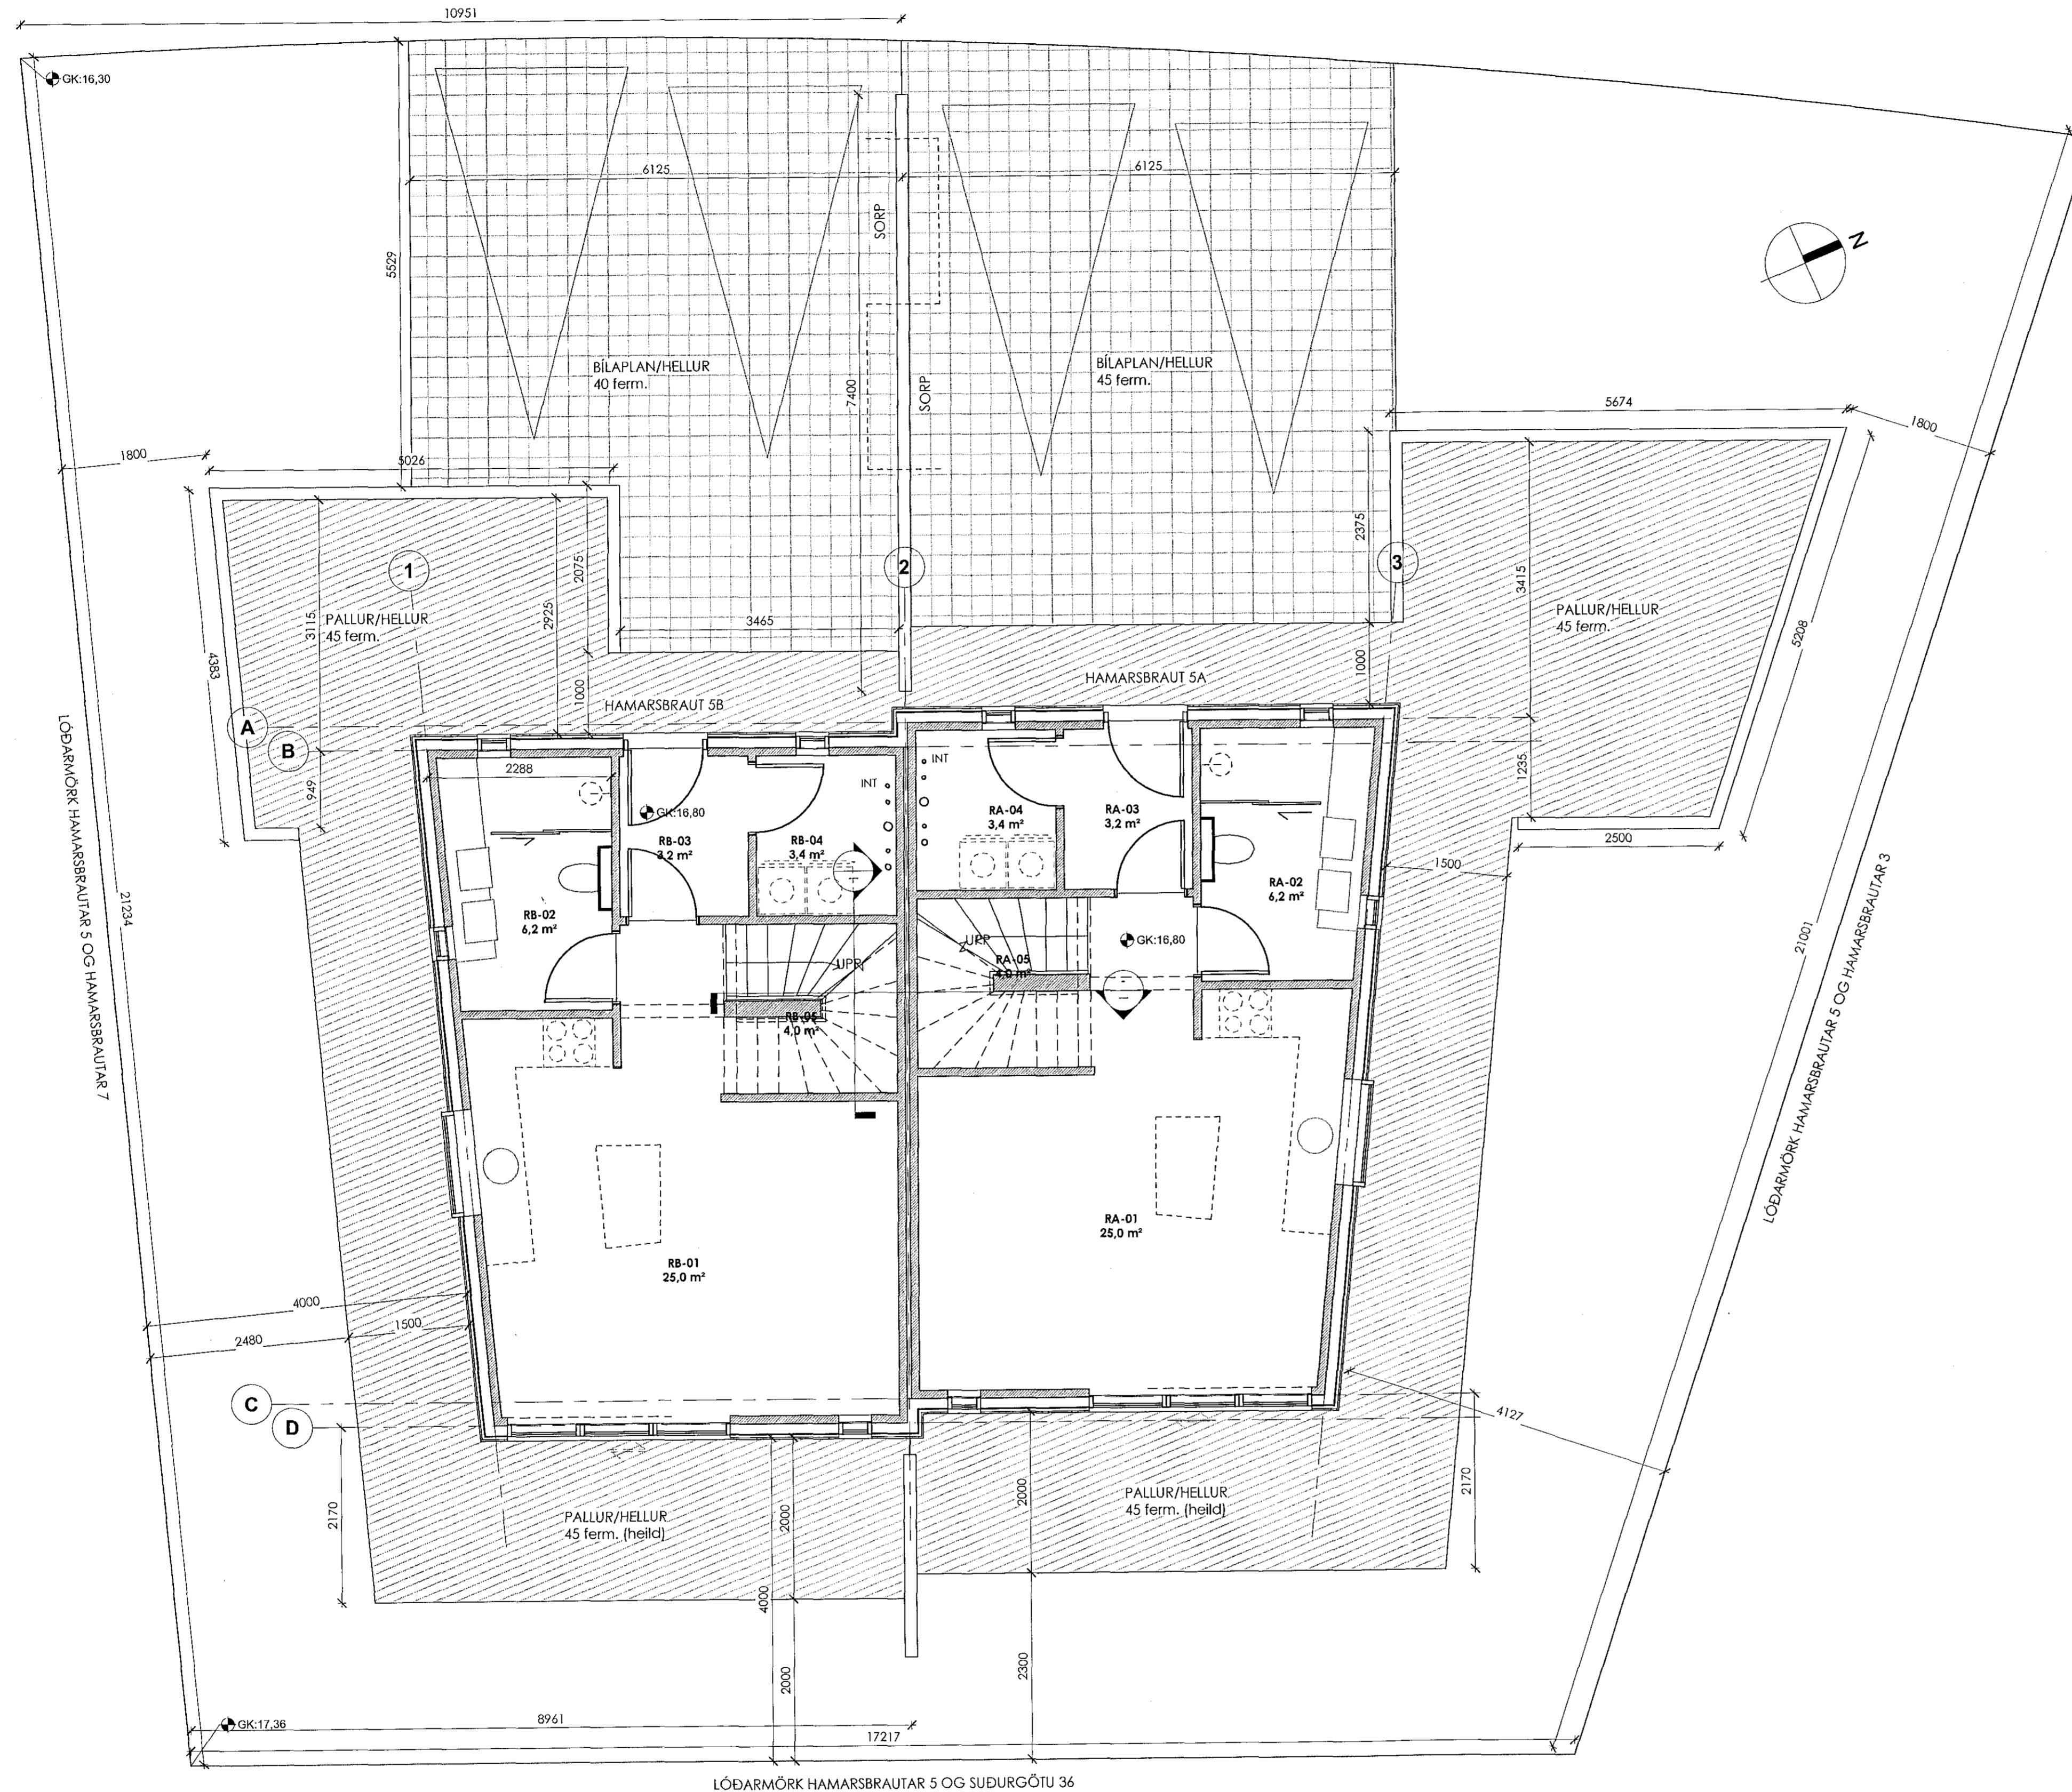 10951
GK:16,30
6125
6125
SORP
5529
N
BÍLAPLAN/HELLUR
40 ferm.
BÍLAPLAN/HELLUR
45 ferm.
7400
SORP
5674
1800
1800
5026
2375
1
2
3
2075
2925
3115
3415
PALLUR/HELLUR
45 ferm.
3465
PALLUR/HELLUR
45 ferm.
5208
4383
1000
1000
HAMARSBRAUT 5A
HAMARSBRAUT 5B
A
B
949
1235
2288
INT
INT
GK:16,80
RB-03
3,2 m²
RB-04
3,4 m²
RA-04
3,4 m²
RA-03
3,2 m²
2500
1500
RB-02
6,2 m²
RA-02
6,2 m²
LÓÐARMÖRK HAMARSBRAUTAR 5 OG HAMARSBRAUTAR 7
21234
UPP
UPP
GK:16,80
RA-05
4,0 m²
RB-05
4,0 m²
21001
LÓÐARMÖRK HAMARSBRAUTAR 5 OG HAMARSBRAUTAR 3
RA-01
25,0 m²
RB-01
25,0 m²
4000
1500
2480
C
D
4127
2170
2000
2000
2170
PALLUR/HELLUR
45 ferm. (heild)
PALLUR/HELLUR
45 ferm. (heild)
4000
2000
2300
GK:17,36
8961
17217
LÓÐARMÖRK HAMARSBRAUTAR 5 OG SUÐURGÖTU 36